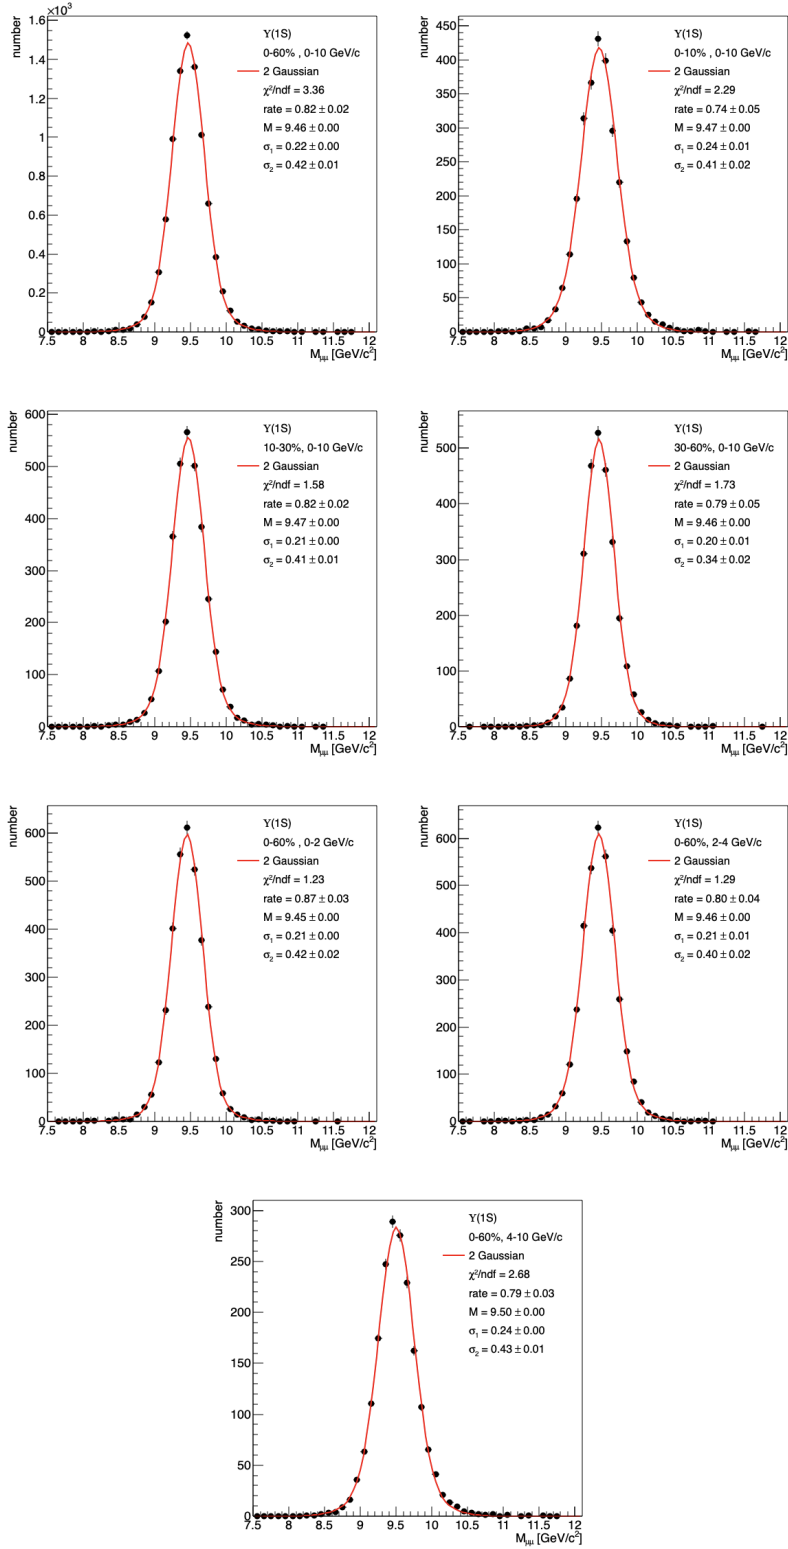 ×10³
number
1.6
1.4
1.2
1
0.8
0.6
0.4
0.2
0
7.5 8 8.5 9 9.5 10 10.5 11 11.5 12
M_μμ [GeV/c²]
ϒ(1S)
0-60% , 0-10 GeV/c
2 Gaussian
χ²/ndf = 3.36
rate = 0.82 ± 0.02
M = 9.46 ± 0.00
σ₁ = 0.22 ± 0.00
σ₂ = 0.42 ± 0.01
number
450
400
350
300
250
200
150
100
50
0
7.5 8 8.5 9 9.5 10 10.5 11 11.5 12
M_μμ [GeV/c²]
ϒ(1S)
0-10% , 0-10 GeV/c
2 Gaussian
χ²/ndf = 2.29
rate = 0.74 ± 0.05
M = 9.47 ± 0.00
σ₁ = 0.24 ± 0.01
σ₂ = 0.41 ± 0.02
number
600
500
400
300
200
100
0
7.5 8 8.5 9 9.5 10 10.5 11 11.5 12
M_μμ [GeV/c²]
ϒ(1S)
10-30%, 0-10 GeV/c
2 Gaussian
χ²/ndf = 1.58
rate = 0.82 ± 0.02
M = 9.47 ± 0.00
σ₁ = 0.21 ± 0.00
σ₂ = 0.41 ± 0.01
number
500
400
300
200
100
0
7.5 8 8.5 9 9.5 10 10.5 11 11.5 12
M_μμ [GeV/c²]
ϒ(1S)
30-60%, 0-10 GeV/c
2 Gaussian
χ²/ndf = 1.73
rate = 0.79 ± 0.05
M = 9.46 ± 0.00
σ₁ = 0.20 ± 0.01
σ₂ = 0.34 ± 0.02
number
600
500
400
300
200
100
0
7.5 8 8.5 9 9.5 10 10.5 11 11.5 12
M_μμ [GeV/c²]
ϒ(1S)
0-60% , 0-2 GeV/c
2 Gaussian
χ²/ndf = 1.23
rate = 0.87 ± 0.03
M = 9.45 ± 0.00
σ₁ = 0.21 ± 0.00
σ₂ = 0.42 ± 0.02
number
600
500
400
300
200
100
0
7.5 8 8.5 9 9.5 10 10.5 11 11.5 12
M_μμ [GeV/c²]
ϒ(1S)
0-60%, 2-4 GeV/c
2 Gaussian
χ²/ndf = 1.29
rate = 0.80 ± 0.04
M = 9.46 ± 0.00
σ₁ = 0.21 ± 0.01
σ₂ = 0.40 ± 0.02
number
300
250
200
150
100
50
0
7.5 8 8.5 9 9.5 10 10.5 11 11.5 12
M_μμ [GeV/c²]
ϒ(1S)
0-60%, 4-10 GeV/c
2 Gaussian
χ²/ndf = 2.68
rate = 0.79 ± 0.03
M = 9.50 ± 0.00
σ₁ = 0.24 ± 0.00
σ₂ = 0.43 ± 0.01